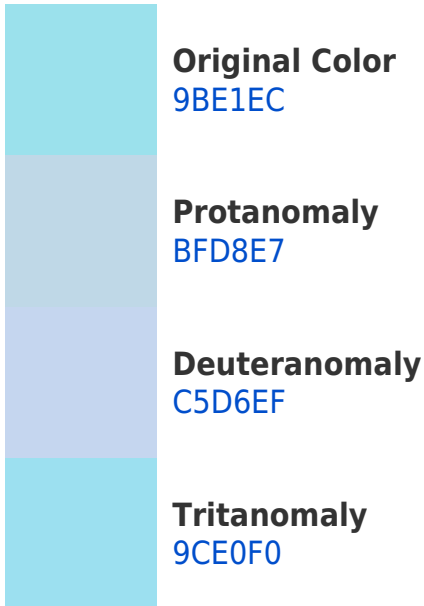 Original Color
9BE1EC
Protanomaly
BFD8E7
Deuteranomaly
C5D6EF
Tritanomaly
9CE0F0